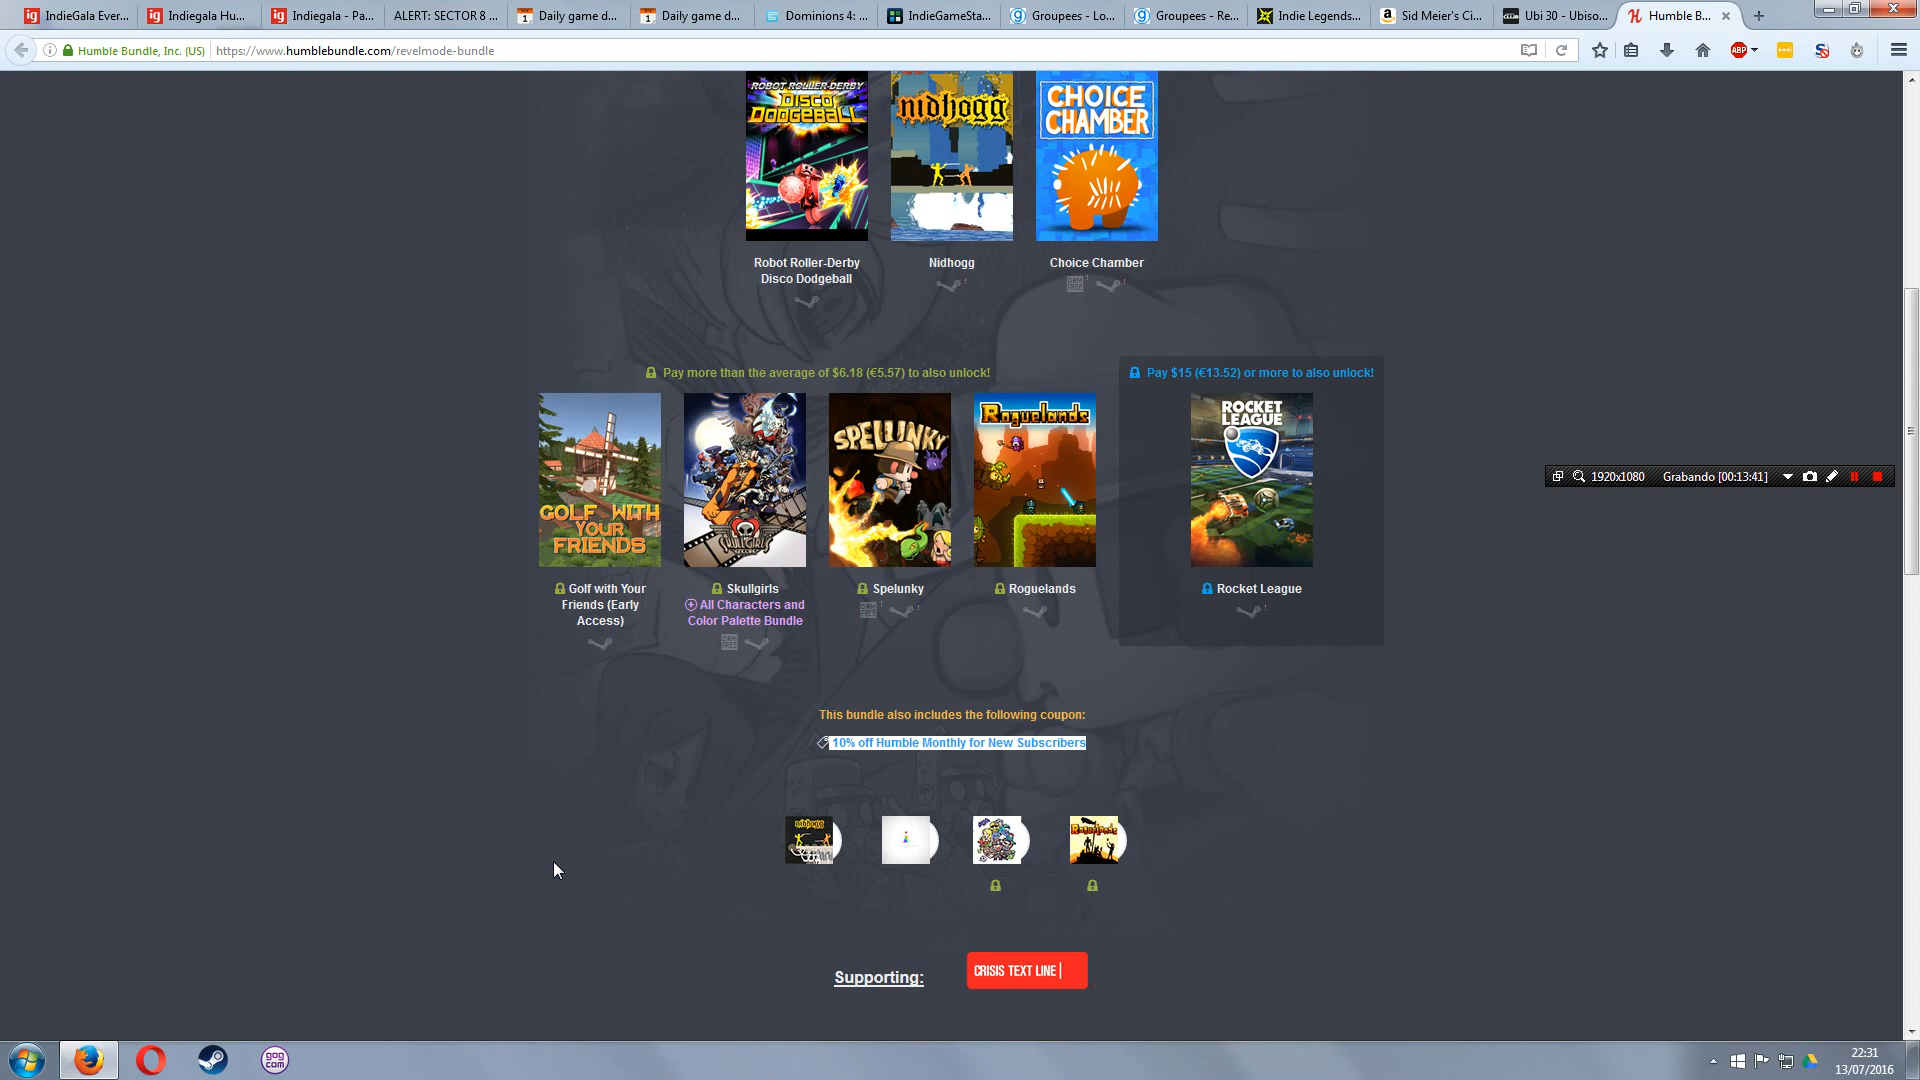 IndieGala Ever...
Indiegala Hu...
Indiegala - Pa...
ALERT: SECTOR 8 ...
Daily game d...
Daily game d...
Dominions 4: ...
IndieGameSta...
Groupees - Lo...
Groupees - Re...
Indie Legends...
Sid Meier's Ci...
Ubi 30 - Ubiso...
Humble B...
Humble Bundle, Inc. (US)
https://www.humblebundle.com/revelmode-bundle
ABP
ROBOT ROLLER-DERBY
DISCO
DODGEBALL
nidhogg
CHOICE
CHAMBER
Robot Roller-Derby
Disco Dodgeball
Nidhogg
Choice Chamber
Pay more than the average of $6.18 (€5.57) to also unlock!
Pay $15 (€13.52) or more to also unlock!
GOLF WITH
YOUR
FRIENDS
SKULLGIRLS
SPELUNKY
Roguelands
ROCKET
LEAGUE
Golf with Your
Friends (Early
Access)
Skullgirls
All Characters and
Color Palette Bundle
Spelunky
Roguelands
Rocket League
1920x1080
Grabando [00:13:41]
This bundle also includes the following coupon:
10% off Humble Monthly for New Subscribers
nidhogg
Roguelands
Supporting:
CRISIS TEXT LINE|
gog
com
22:31
13/07/2016